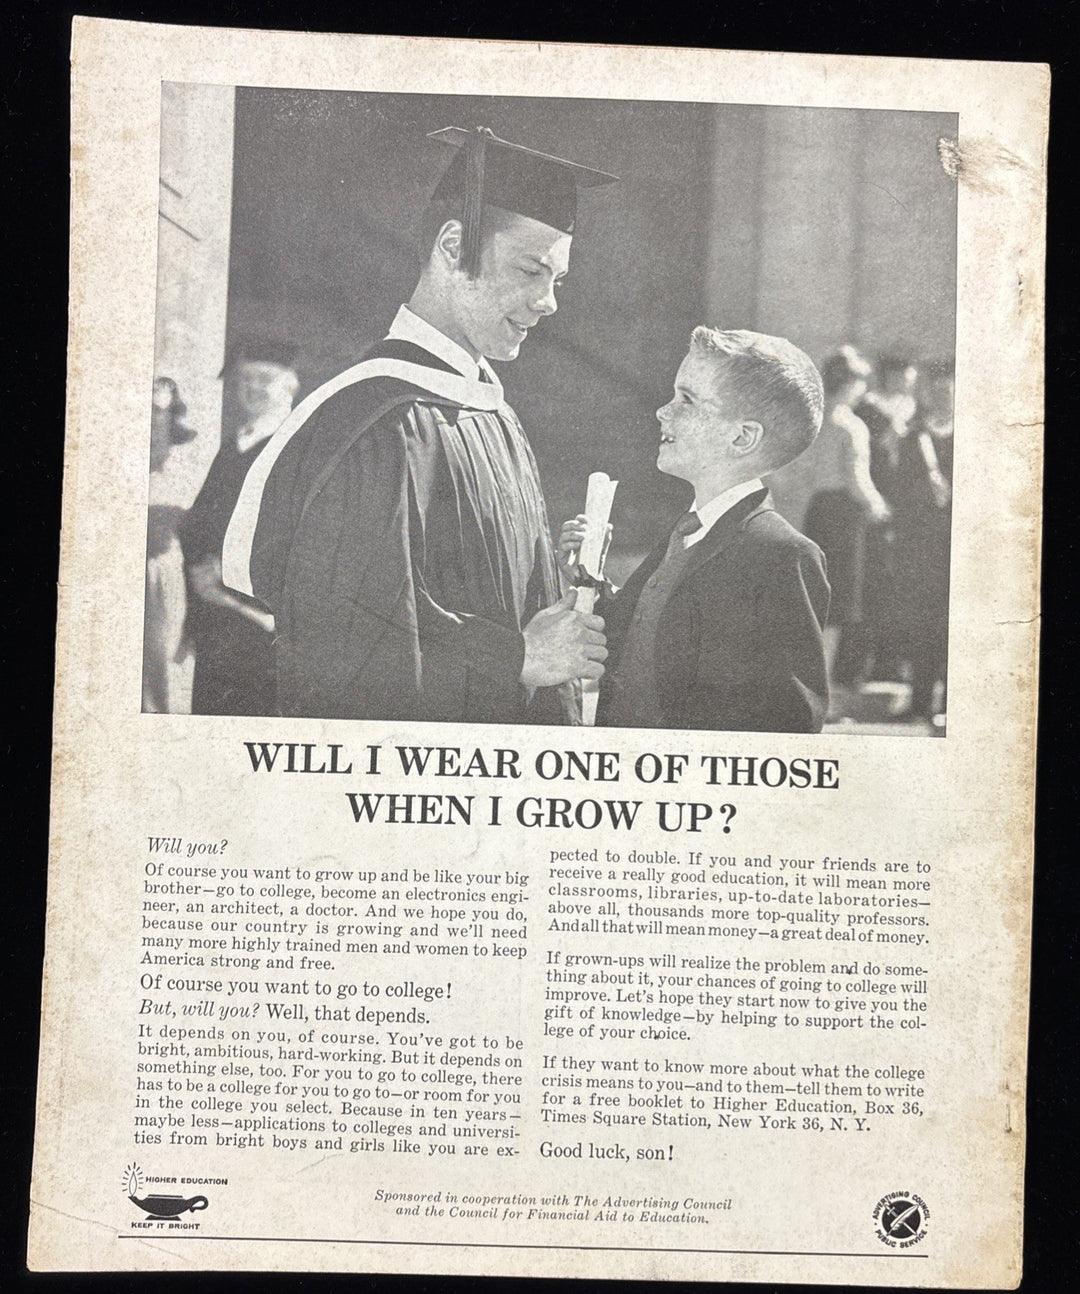 WILL I WEAR ONE OF THOSE
WHEN I GROW UP?
Will you?
Of course you want to grow up and be like your big
brother—go to college, become an electronics engi-
neer, an architect, a doctor. And we hope you do,
because our country is growing and we'll need
many more highly trained men and women to keep
America strong and free.
Of course you want to go to college!
But, will you? Well, that depends.
It depends on you, of course. You've got to be
bright, ambitious, hard-working. But it depends on
something else, too. For you to go to college, there
has to be a college for you to go to—or room for you
in the college you select. Because in ten years—
maybe less—applications to colleges and universi-
ties from bright boys and girls like you are ex-
pected to double. If you and your friends are to
receive a really good education, it will mean more
classrooms, libraries, up-to-date laboratories—
above all, thousands more top-quality professors.
And all that will mean money—a great deal of money.
If grown-ups will realize the problem and do some-
thing about it, your chances of going to college will
improve. Let's hope they start now to give you the
gift of knowledge—by helping to support the col-
lege of your choice.
If they want to know more about what the college
crisis means to you—and to them—tell them to write
for a free booklet to Higher Education, Box 36,
Times Square Station, New York 36, N. Y.
Good luck, son!
HIGHER EDUCATION
KEEP IT BRIGHT
Sponsored in cooperation with The Advertising Council
and the Council for Financial Aid to Education.
ADVERTISING COUNCIL
PUBLIC SERVICE